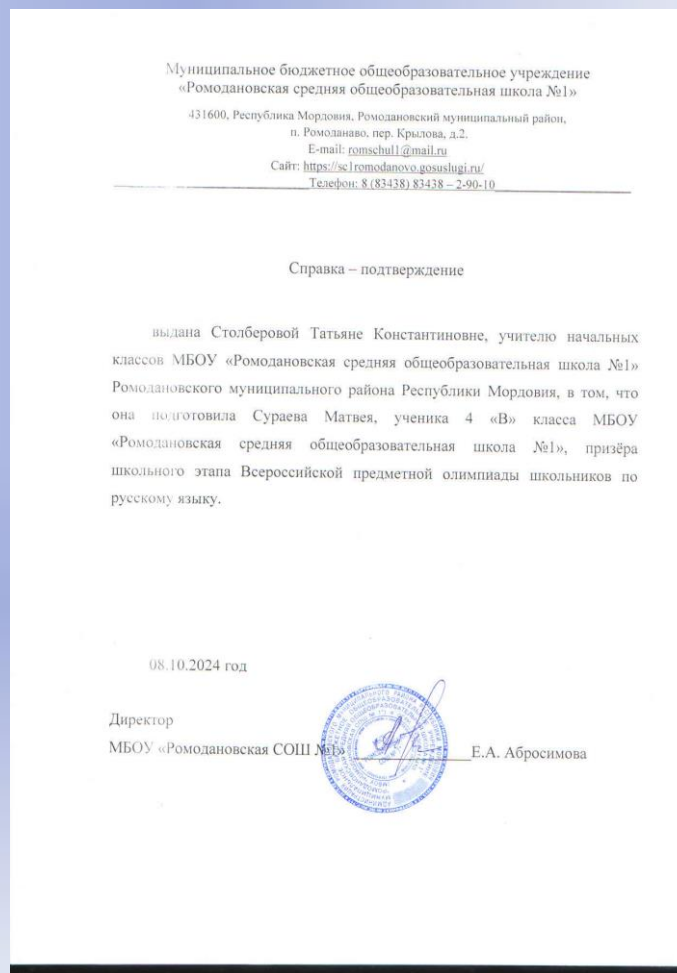 Муниципальное бюджетное общеобразовательное учреждение
«Ромодановская средняя общеобразовательная школа №1»
431600, Республика Мордовия, Ромодановский муниципальный район,
п. Ромоданаво, пер. Крылова, д.2.
E-mail: romschul1@mail.ru
Сайт: https://sc1romodanovo.gosuslugi.ru/
Телефон: 8 (83438) 83438 – 2-90-10
Справка – подтверждение
выдана Столберовой Татьяне Константиновне, учителю начальных
классов МБОУ «Ромодановская средняя общеобразовательная школа №1»
Ромодановского муниципального района Республики Мордовия, в том, что
она подготовила Сураева Матвея, ученика 4 «В» класса МБОУ
«Ромодановская средняя общеобразовательная школа №1», призёра
школьного этапа Всероссийской предметной олимпиады школьников по
русскому языку.
08.10.2024 год
Директор
МБОУ «Ромодановская СОШ №1» Е.А. Абросимова